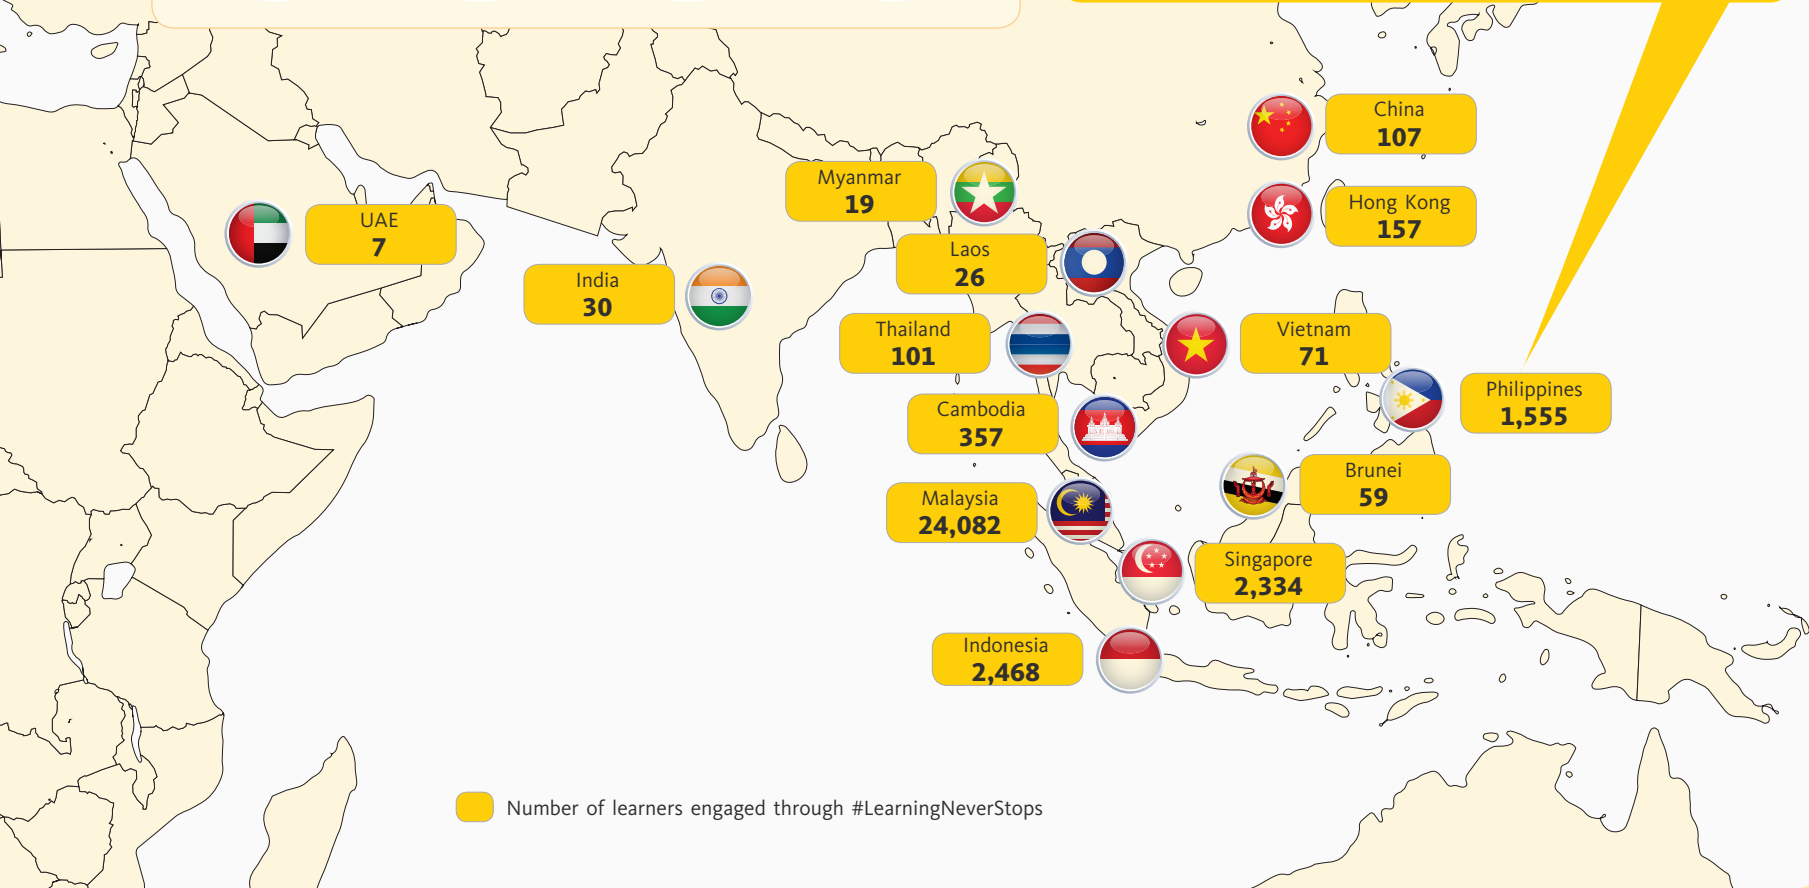 China
107
Myanmar
19
Hong Kong
157
UAE
7
Laos
26
India
30
Thailand
101
Vietnam
71
Philippines
1,555
Cambodia
357
Brunei
59
Malaysia
24,082
Singapore
2,334
Indonesia
2,468
Number of learners engaged through #LearningNeverStops